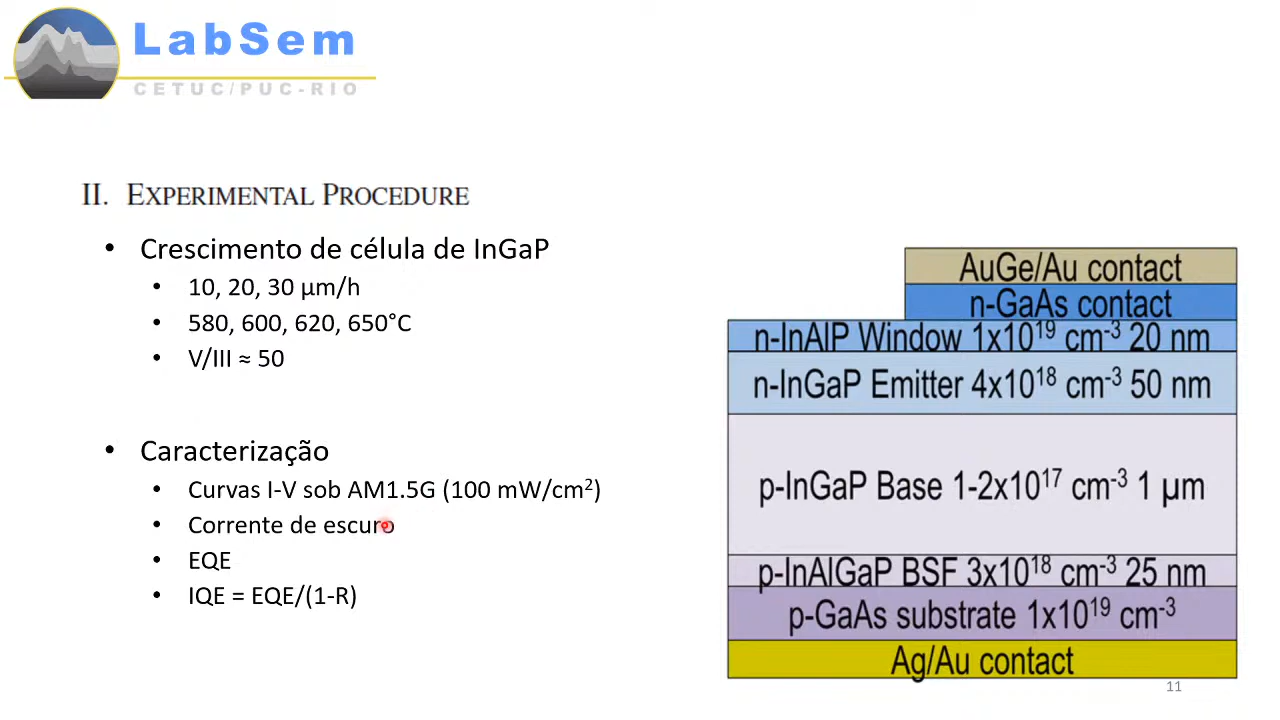 LabSem
CETUC/PUC-RIO
II. EXPERIMENTAL PROCEDURE
• Crescimento de célula de InGaP
• 10, 20, 30 µm/h
• 580, 600, 620, 650°C
• V/III ≈ 50
• Caracterização
• Curvas I-V sob AM1.5G (100 mW/cm²)
• Corrente de escuro
• EQE
• IQE = EQE/(1-R)
AuGe/Au contact
n-GaAs contact
n-InAlP Window 1x10¹⁹ cm⁻³ 20 nm
n-InGaP Emitter 4x10¹⁸ cm⁻³ 50 nm
p-InGaP Base 1-2x10¹⁷ cm⁻³ 1 µm
p-InAlGaP BSF 3x10¹⁸ cm⁻³ 25 nm
p-GaAs substrate 1x10¹⁹ cm⁻³
Ag/Au contact
11